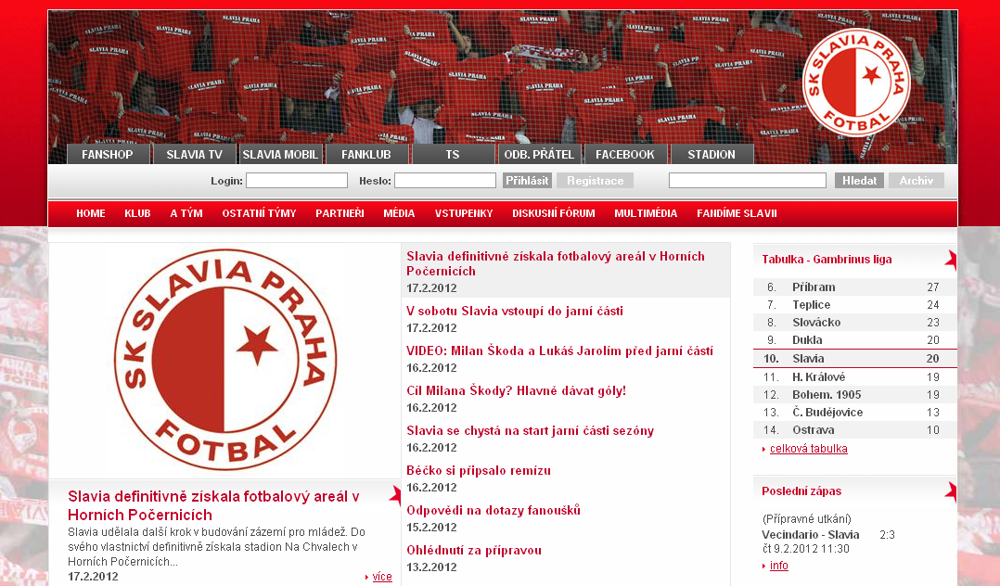 SLAVIA PRAHA
SK SLAVIA PRAHA
FOTBAL
FANSHOP SLAVIA TV SLAVIA MOBIL FANKLUB TS ODB. PŘÁTEL FACEBOOK STADION
Login: Heslo: Přihlásit Registrace Hledat Archiv
HOME KLUB A TÝM OSTATNÍ TÝMY PARTNEŘI MÉDIA VSTUPENKY DISKUSNÍ FÓRUM MULTIMÉDIA FANDÍME SLAVII
SK SLAVIA PRAHA
FOTBAL
Slavia definitivně získala fotbalový areál v
Horních Počernicích
Slavia udělala další krok v budování zázemí pro mládež. Do
svého vlastnictví definitivně získala stadion Na Chvalech v
Horních Počernicích...
17.2.2012 více
Slavia definitivně získala fotbalový areál v Horních
Počernicích
17.2.2012
V sobotu Slavia vstoupí do jarní části
17.2.2012
VIDEO: Milan Škoda a Lukáš Jarolím před jarní částí
16.2.2012
Cíl Milana Škody? Hlavně dávat góly!
16.2.2012
Slavia se chystá na start jarní části sezóny
16.2.2012
Béčko si připsalo remízu
16.2.2012
Odpovědi na dotazy fanoušků
15.2.2012
Ohlédnutí za přípravou
13.2.2012
Tabulka - Gambrinus liga
6. Příbram 27
7. Teplice 24
8. Slovácko 23
9. Dukla 20
10. Slavia 20
11. H. Králové 19
12. Bohem. 1905 19
13. Č. Budějovice 13
14. Ostrava 10
celková tabulka
Poslední zápas
(Přípravné utkání)
Vecindario - Slavia 2:3
čt 9.2.2012 11:30
info